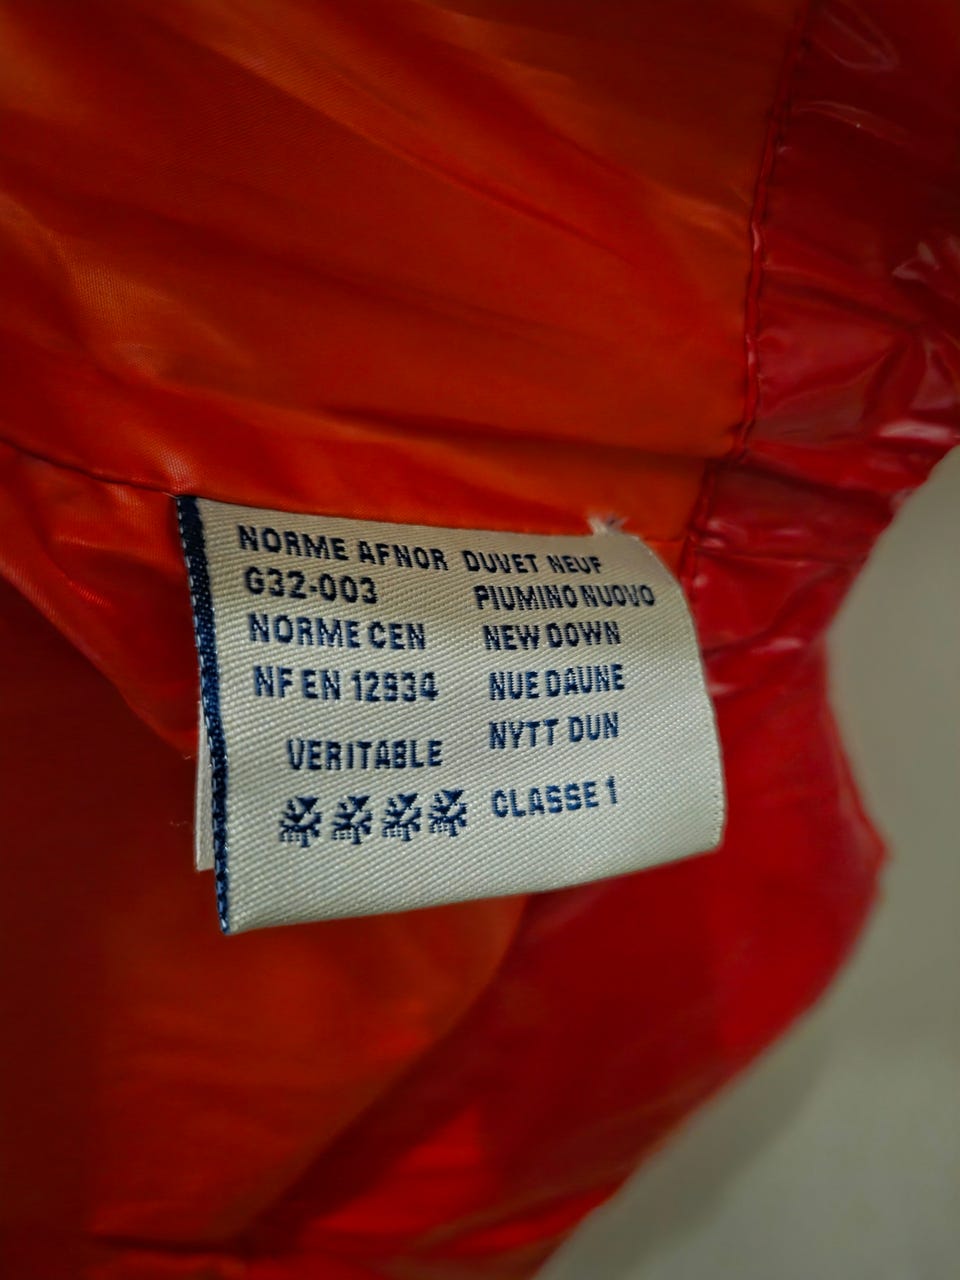 NORME AFNOR
G32-003
NORME CEN
NF EN 12934
VERITABLE
DUVET NEUF
PIUMINO NUOVO
NEW DOWN
NUE DAUNE
NYTT DUN
CLASSE 1